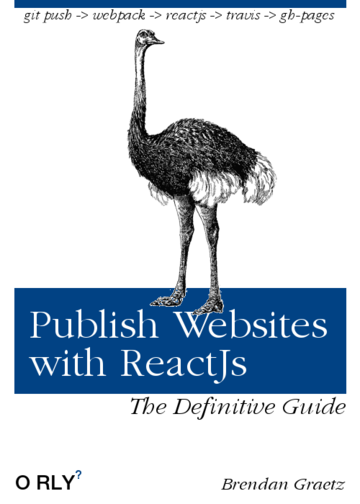 git push -> webpack -> reactjs -> travis -> gh-pages
Publish Websites
with ReactJs
The Definitive Guide
O RLY?
Brendan Graetz